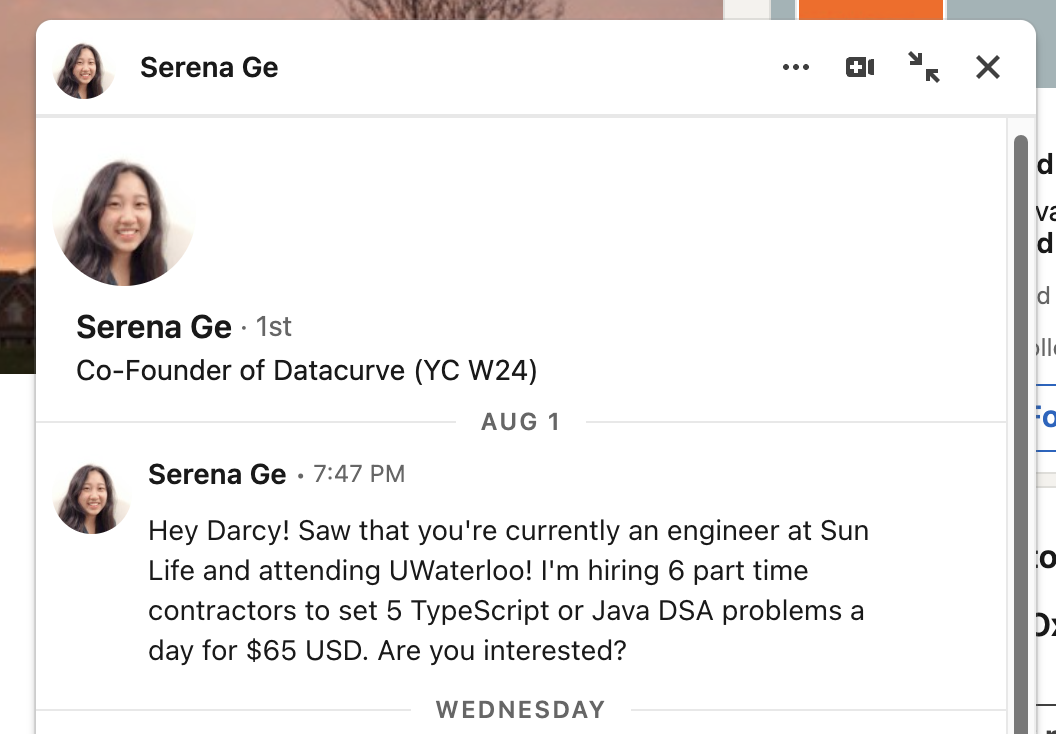 Serena Ge
Serena Ge · 1st
Co-Founder of Datacurve (YC W24)
AUG 1
Serena Ge • 7:47 PM
Hey Darcy! Saw that you're currently an engineer at Sun
Life and attending UWaterloo! I'm hiring 6 part time
contractors to set 5 TypeScript or Java DSA problems a
day for $65 USD. Are you interested?
WEDNESDAY